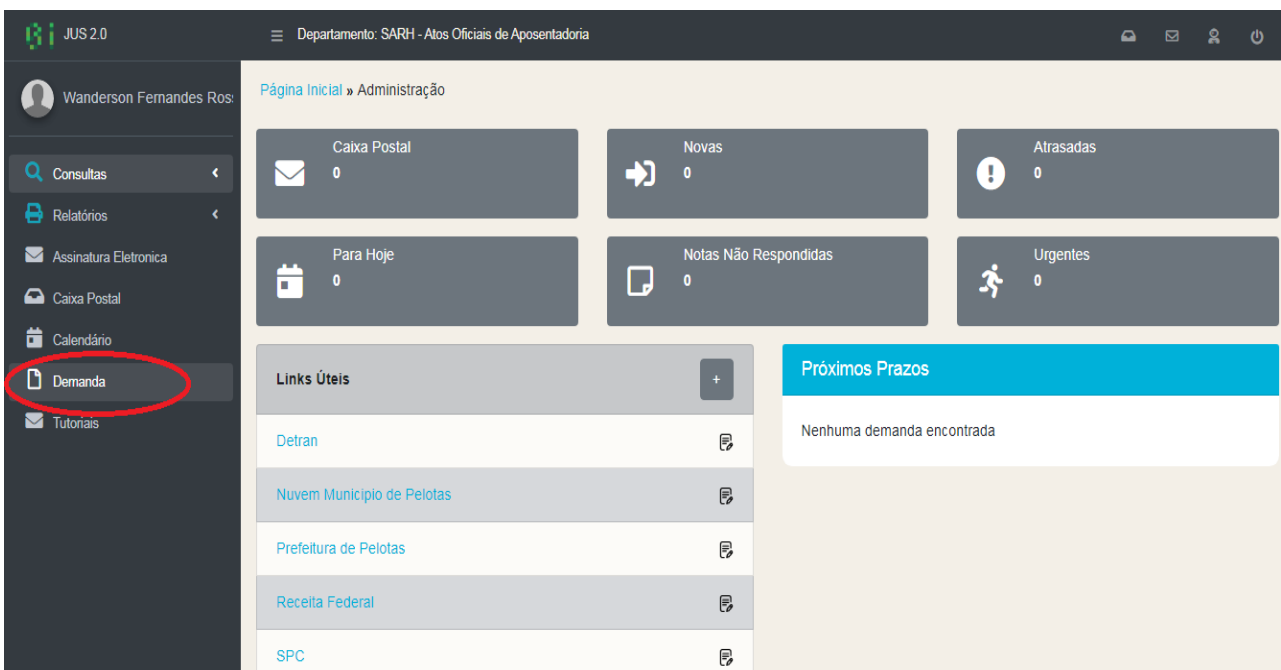 JUS 2.0
Departamento: SARH - Atos Oficiais de Aposentadoria
Wanderson Fernandes Ros
Consultas
Relatórios
Assinatura Eletronica
Caixa Postal
Calendário
Demanda
Tutoriais
Página Inicial » Administração
Caixa Postal
0
Novas
0
Atrasadas
0
Para Hoje
0
Notas Não Respondidas
0
Urgentes
0
Links Úteis
+
Detran
Nuvem Municipio de Pelotas
Prefeitura de Pelotas
Receita Federal
SPC
Próximos Prazos
Nenhuma demanda encontrada